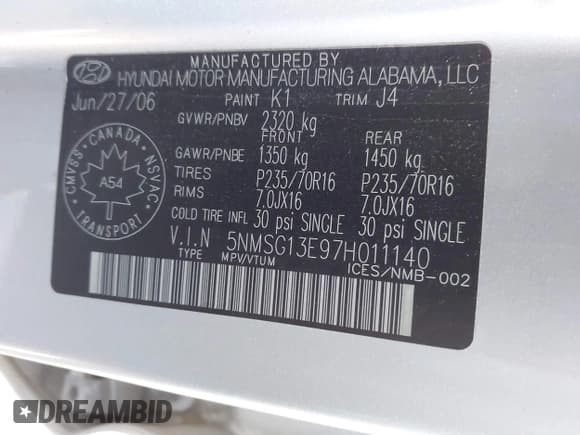 MANUFACTURED BY
HYUNDAI MOTOR MANUFACTURING ALABAMA, LLC
Jun/27/06 PAINT K1 TRIM J4
GVWR/PNBV 2320 kg
FRONT REAR
GAWR/PNBE 1350 kg 1450 kg
TIRES P235/70R16 P235/70R16
RIMS 7.0JX16 7.0JX16
COLD TIRE INFL 30 psi SINGLE 30 psi SINGLE
V.I.N 5NMSG13E97H011140
TYPE MPV/VTUM ICES/NMB-002
CMVSS • CANADA • NSVAC
A54
TRANSPORT
DREAMBID